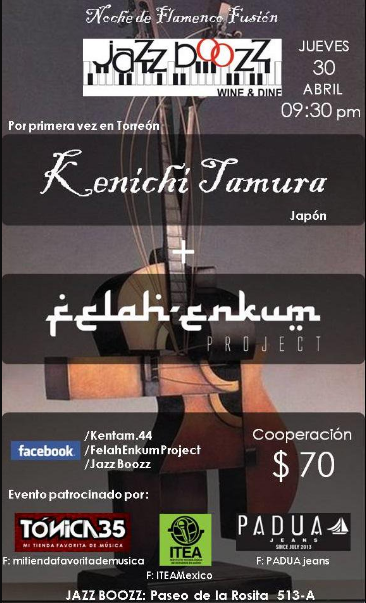 Noche de Flamenco Fusión
jazz boozz
WINE & DINE
JUEVES
30
ABRIL
09:30 pm
Por primera vez en Torreón
Kenichi Tamura
Japón
+
Felah-Enkum
PROJECT
facebook.
/Kentam.44
/FelahEnkumProject
/Jazz Boozz
Cooperación
$ 70
Evento patrocinado por:
TÓNICA35
MI TIENDA FAVORITA DE MÚSICA
F: mitiendafavoritademusica
ITEA
F: ITEAMexico
PADUA
JEANS
SINCE JULY 2013
F: PADUA jeans
JAZZ BOOZZ: Paseo de la Rosita 513-A